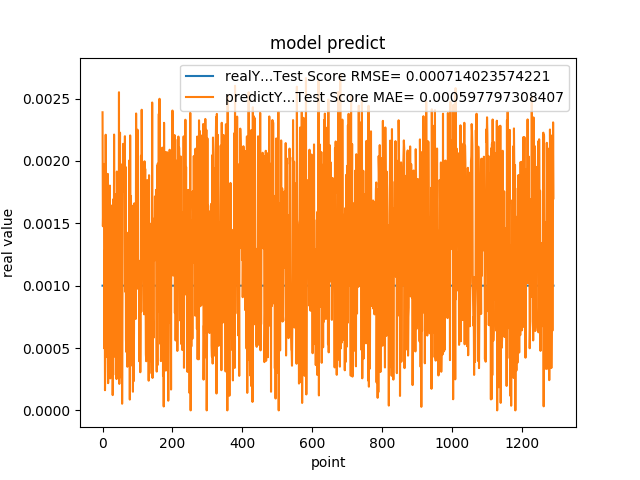 model predict
realY...Test Score RMSE= 0.000714023574221
predictY...Test Score MAE= 0.000597797308407
real value
0.0025
0.0020
0.0015
0.0010
0.0005
0.0000
0 200 400 600 800 1000 1200
point